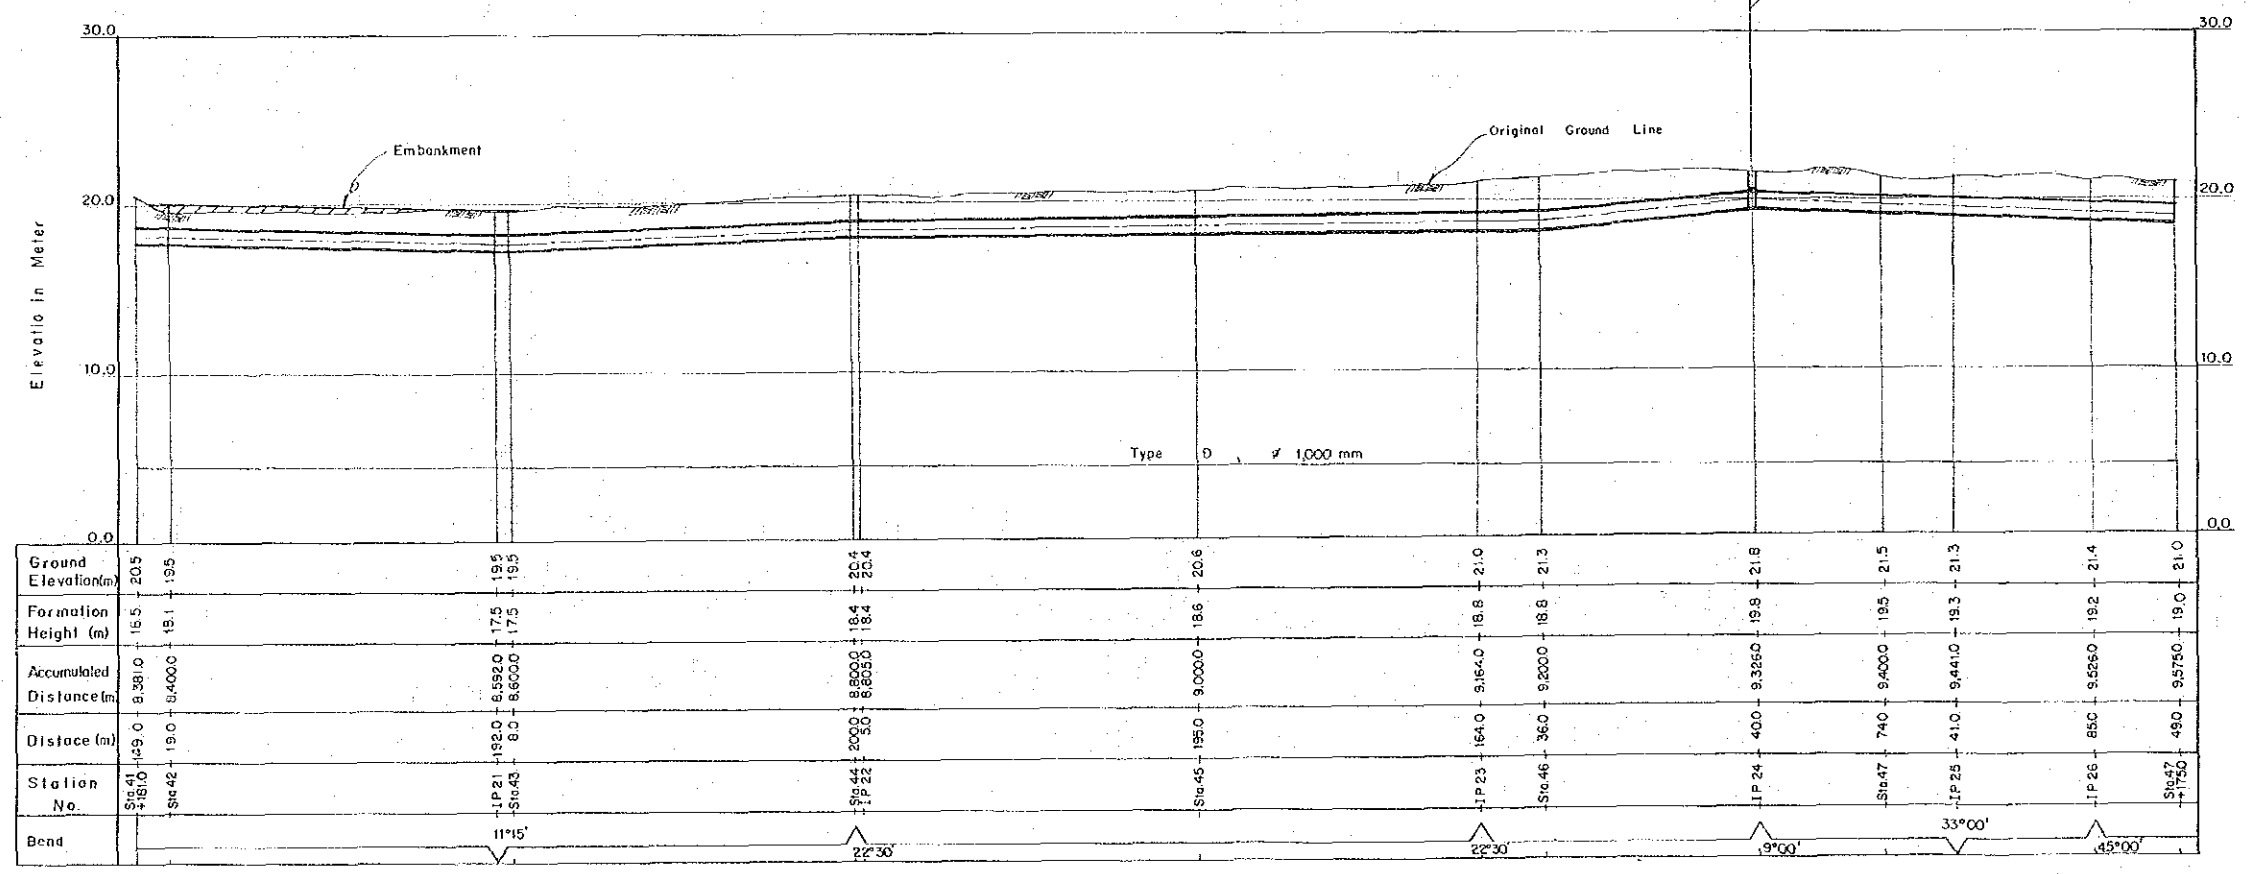 30.0
30.0
Original Ground Line
Embankment
20.0
20.0
Elevatio in Meter
10.0
10.0
Type D , ø 1,000 mm
0.0
0.0
Ground Elevation(m) 20.5 19.5 19.5 19.5 20.4 20.4 20.6 21.0 21.3 21.8 21.5 21.3 21.4 21.0
Formation Height (m) 18.1 17.5 17.5 18.4 18.4 18.6 18.8 18.8 19.8 19.5 19.3 19.2 19.0
Accumulated Distance(m) 8,381.0 8,400.0 8,592.0 8,600.0 8,800.0 8,805.0 9,000.0 9,164.0 9,200.0 9,326.0 9,400.0 9,441.0 9,526.0 9,575.0
Distace (m) 149.0 19.0 192.0 8.0 200.0 5.0 195.0 164.0 36.0 40.0 74.0 41.0 85.0 49.0
Station No. Sta.41 +181.0 Sta.42 IP 21 Sta.43 Sta.44 IP 22 Sta.45 IP 23 Sta.46 IP 24 Sta.47 IP 25 IP 26 Sta.47 +175.0
Bend 11°15' 22°30' 22°30' 9°00' 33°00' 45°00'